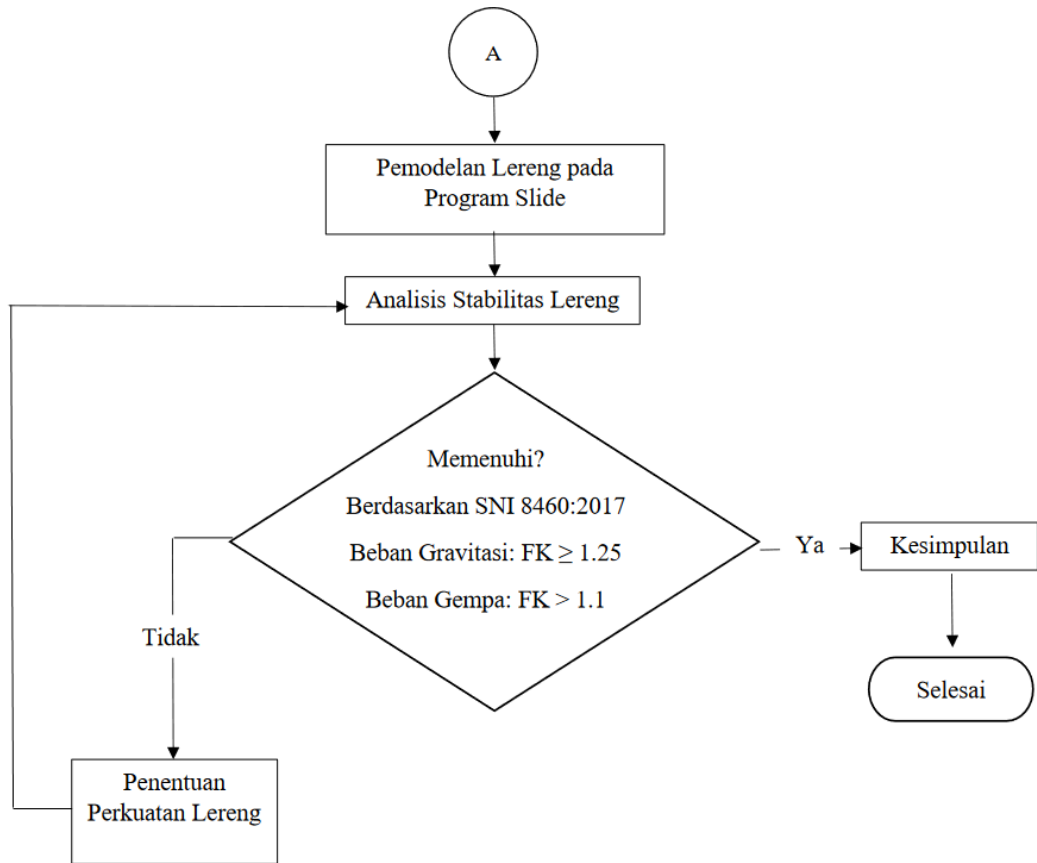 A
Pemodelan Lereng pada
Program Slide
Analisis Stabilitas Lereng
Memenuhi?
Berdasarkan SNI 8460:2017
Beban Gravitasi: FK ≥ 1.25
Beban Gempa: FK > 1.1
Ya
Kesimpulan
Tidak
Selesai
Penentuan
Perkuatan Lereng